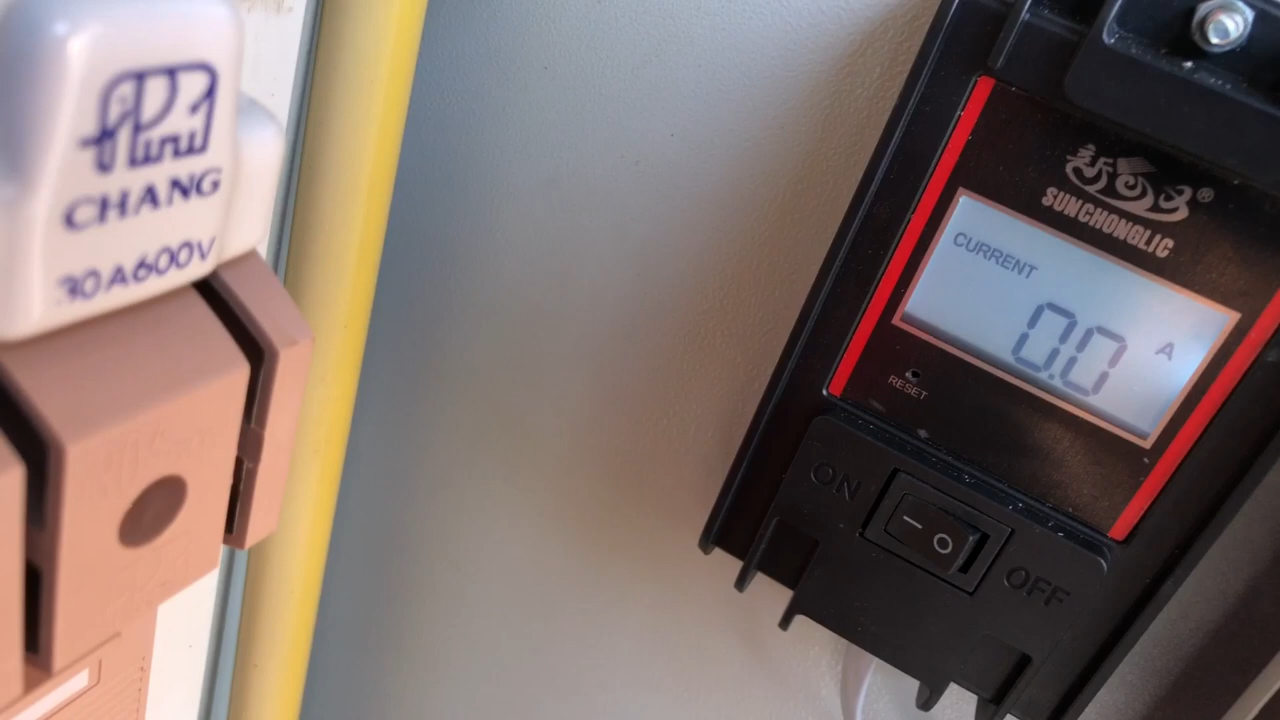 CHANG
30A600V
SUNCHONGLIC®
CURRENT
0.0 A
RESET
ON
OFF